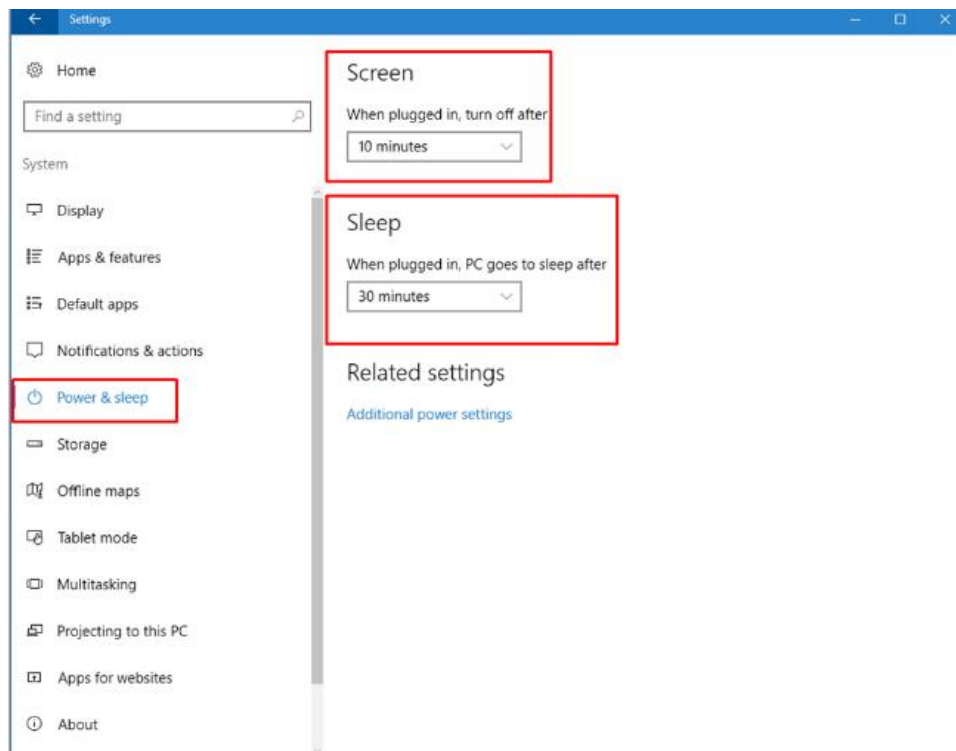 Settings
Home
Find a setting
System
Display
Apps & features
Default apps
Notifications & actions
Power & sleep
Storage
Offline maps
Tablet mode
Multitasking
Projecting to this PC
Apps for websites
About
Screen
When plugged in, turn off after
10 minutes
Sleep
When plugged in, PC goes to sleep after
30 minutes
Related settings
Additional power settings